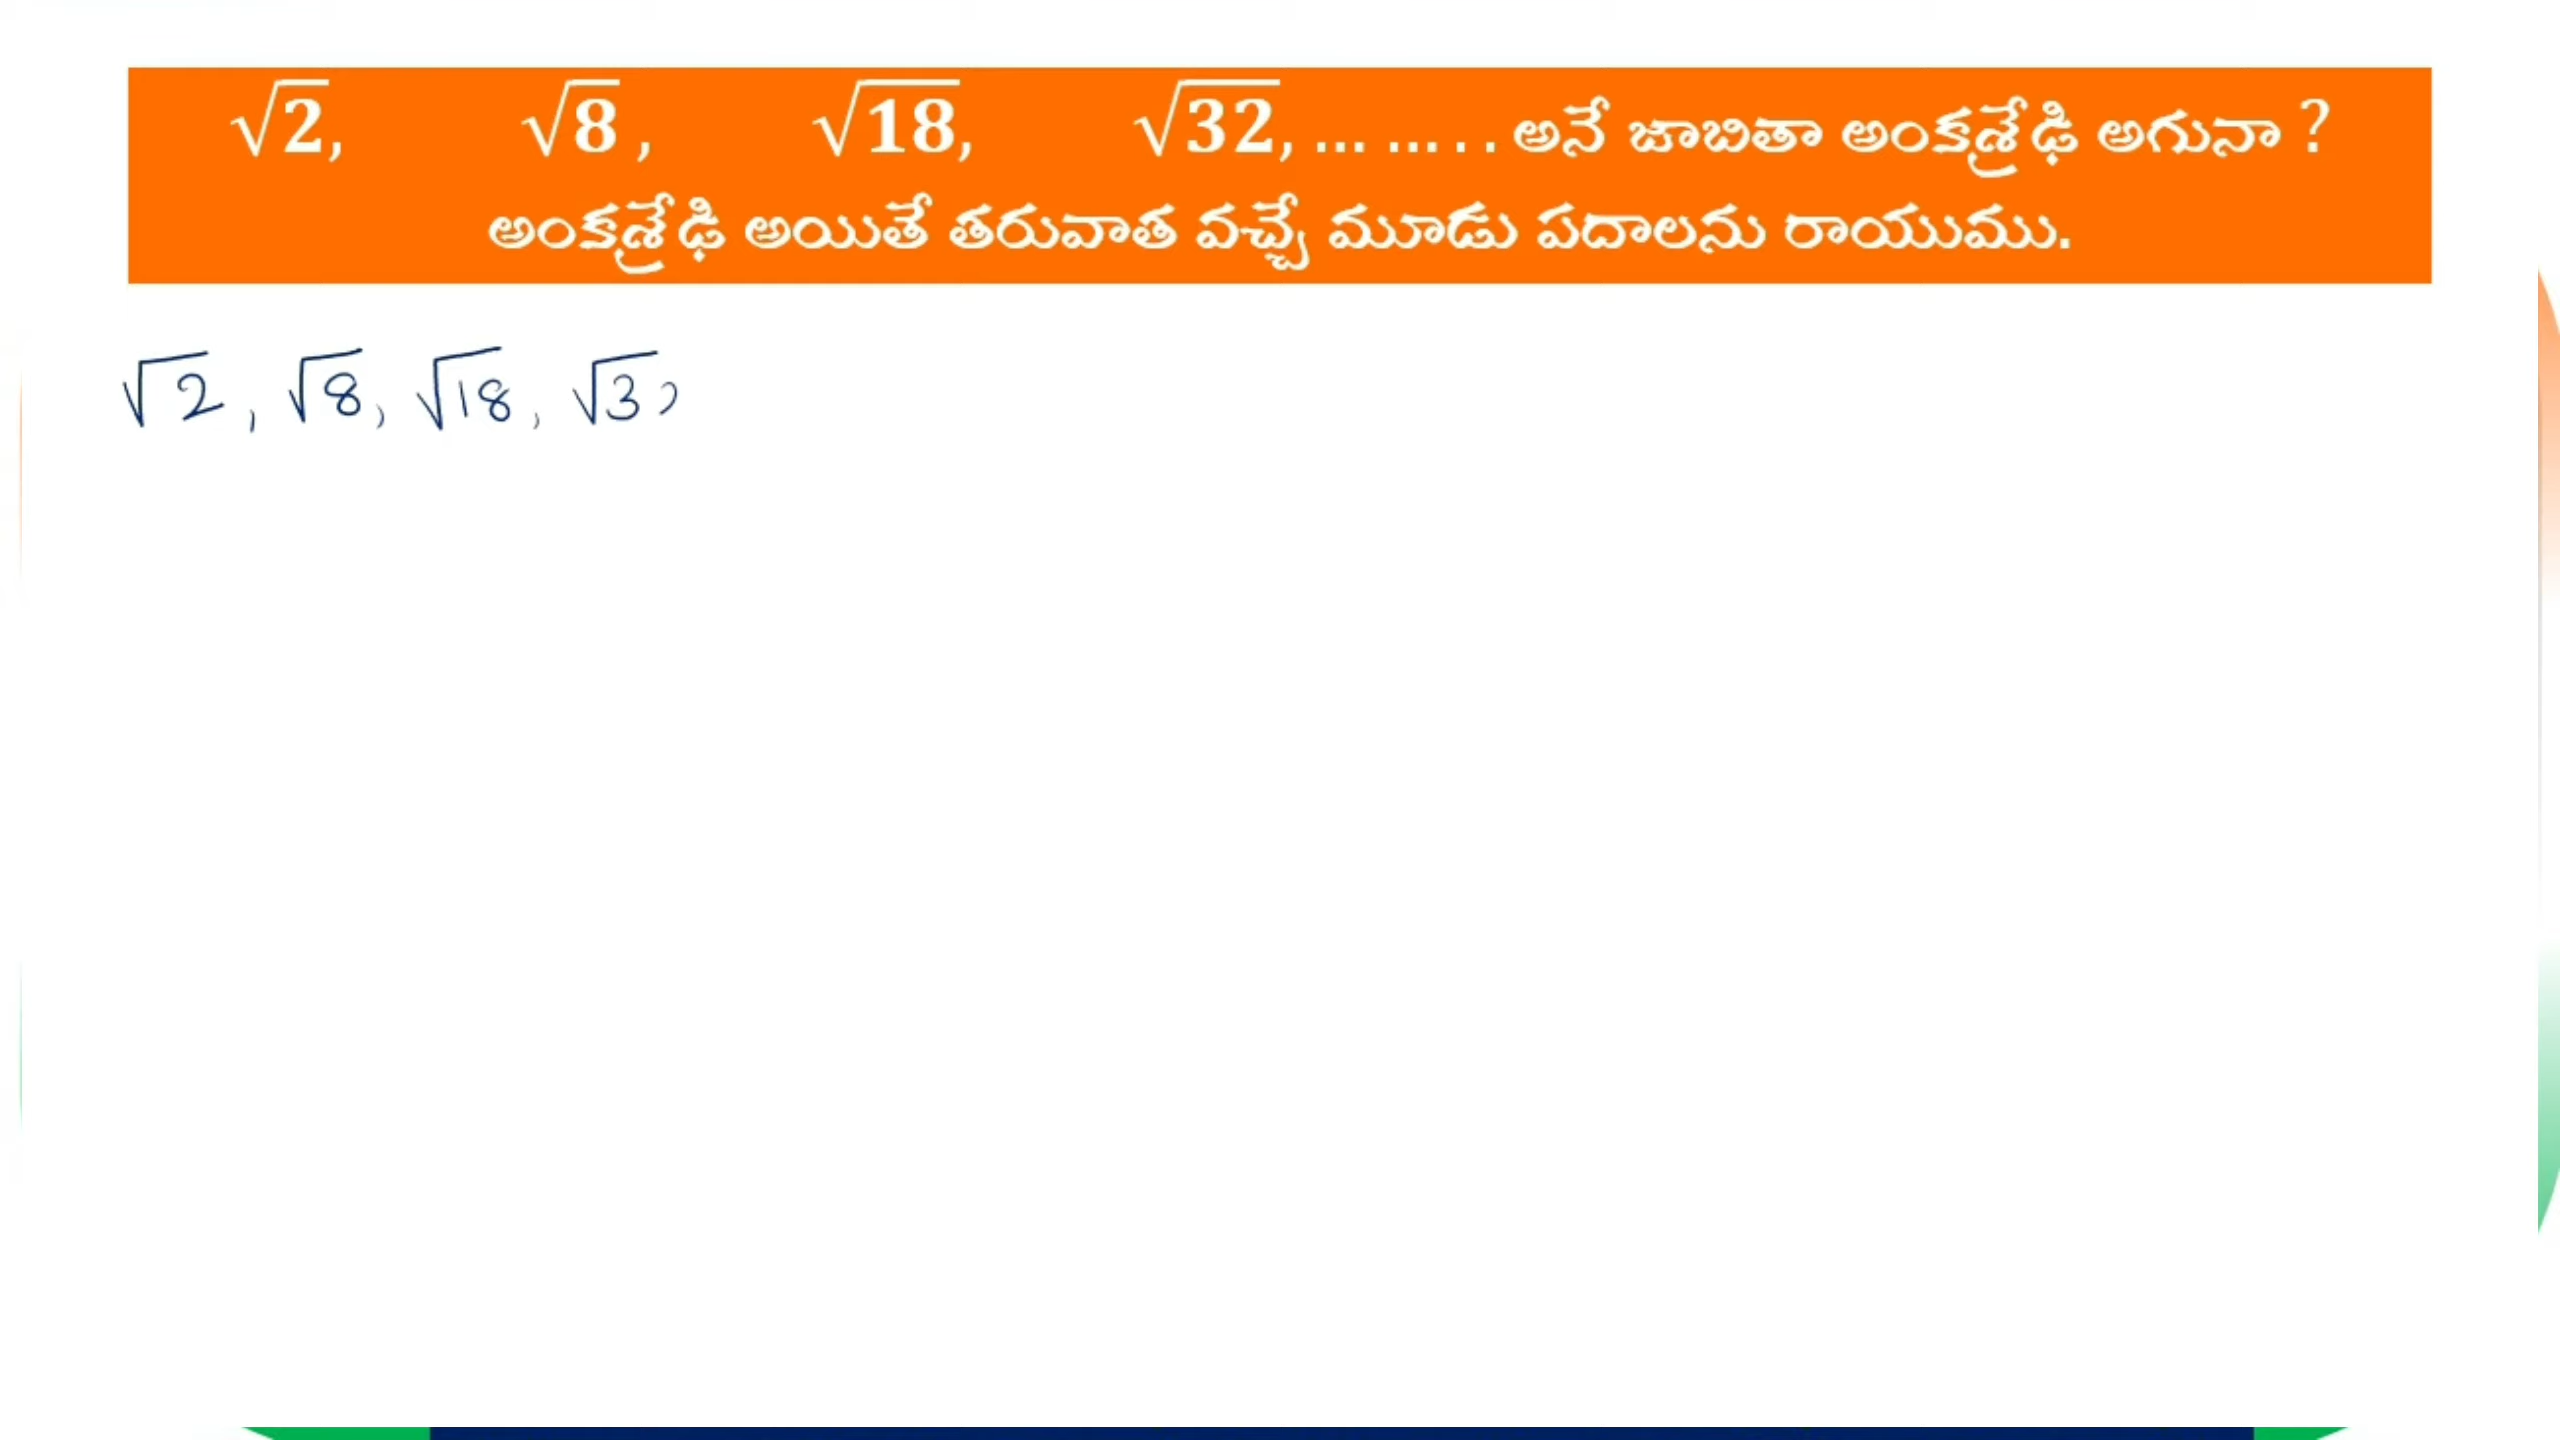 √2, √8 , √18, √32, ... ... . . అనే జాబితా అంకశ్రేఢి అగునా ?
అంకశ్రేఢి అయితే తరువాత వచ్చే మూడు పదాలను రాయుము.
√2 , √8, √18, √3